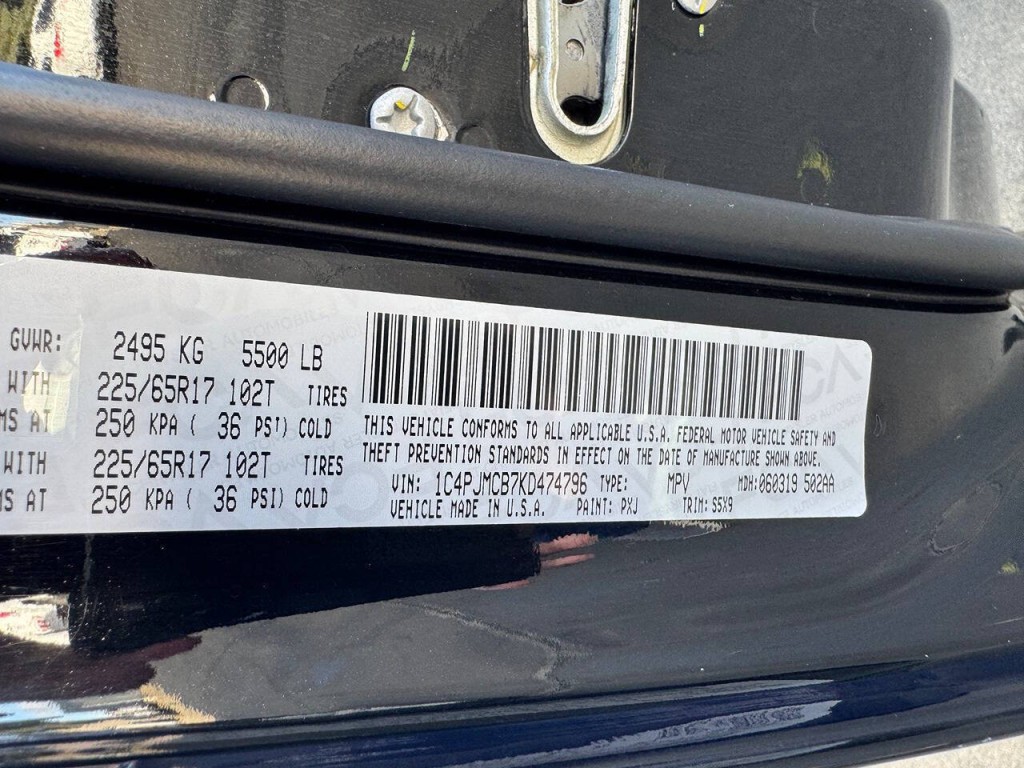 GVWR: 2495 KG 5500 LB
WITH 225/65R17 102T TIRES
MS AT 250 KPA ( 36 PSI) COLD
WITH 225/65R17 102T TIRES
MS AT 250 KPA ( 36 PSI) COLD
THIS VEHICLE CONFORMS TO ALL APPLICABLE U.S.A. FEDERAL MOTOR VEHICLE SAFETY AND
THEFT PREVENTION STANDARDS IN EFFECT ON THE DATE OF MANUFACTURE SHOWN ABOVE.
VIN: 1C4PJMCB7KD474796 TYPE: MPV MDH: 060319 502AA
VEHICLE MADE IN U.S.A. PAINT: PXJ TRIM: S5X9